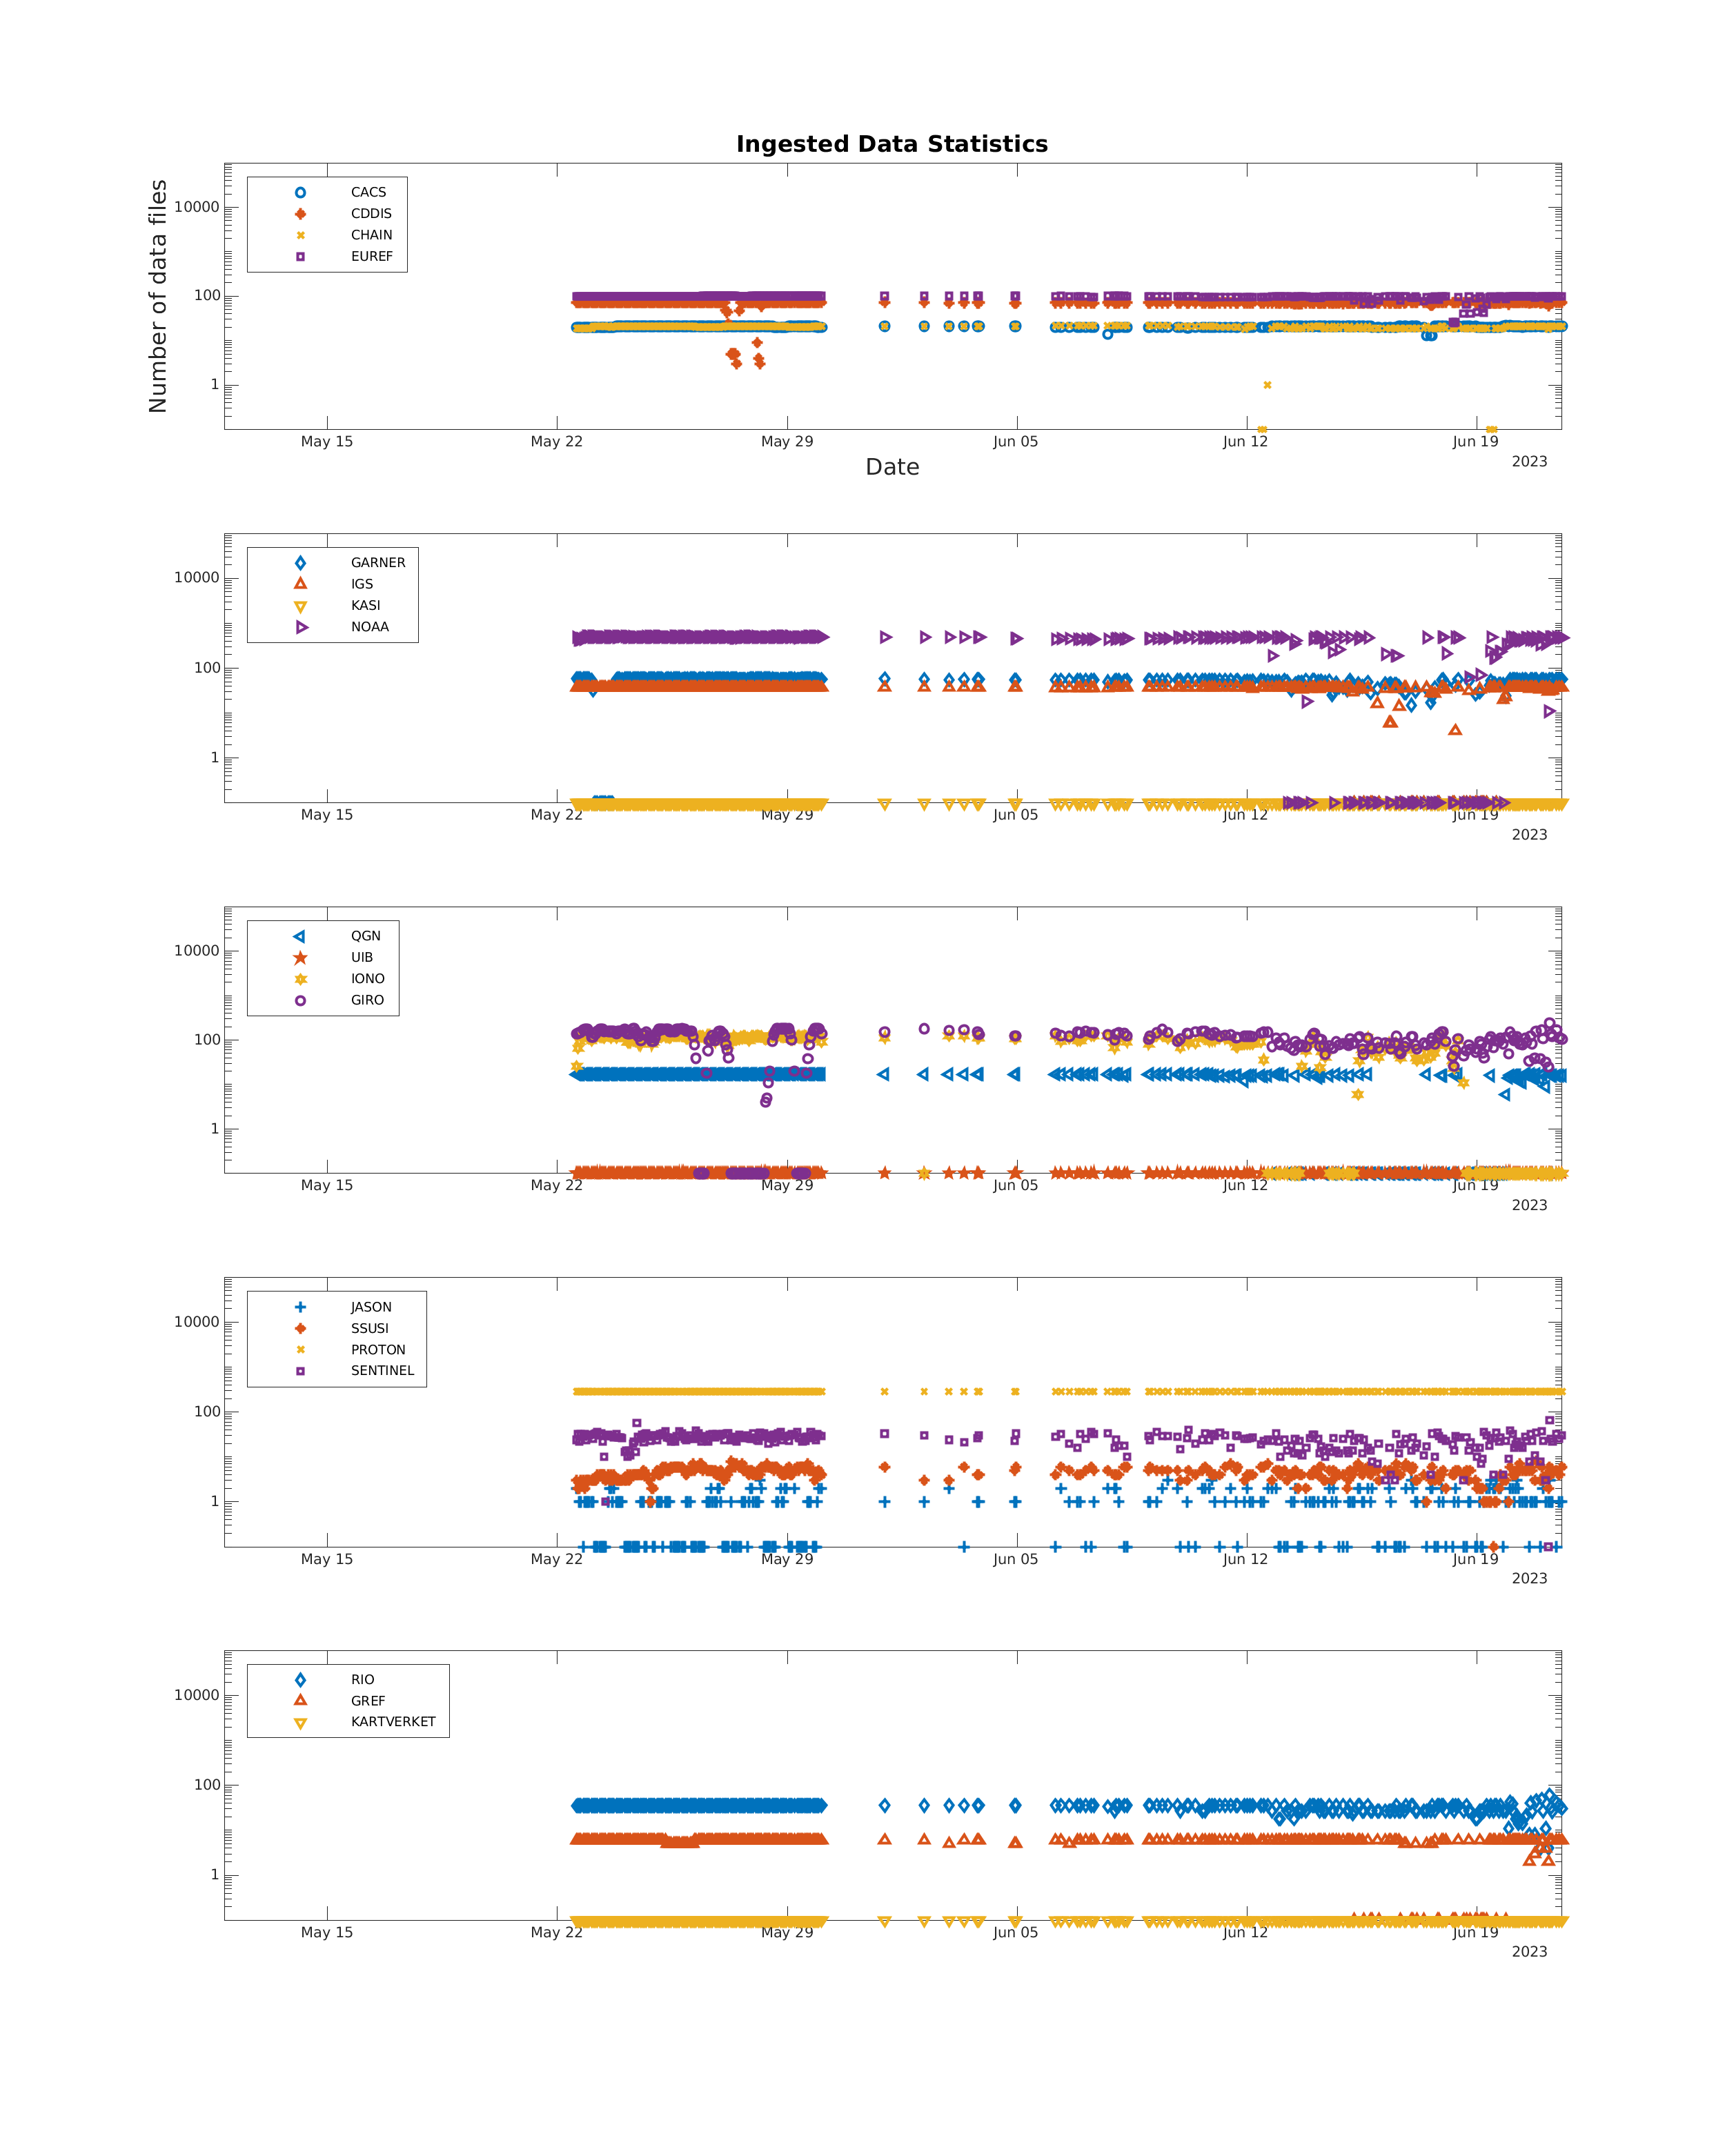 Ingested Data Statistics
Number of data files
CACS
CDDIS
CHAIN
EUREF
10000
100
1
May 15 May 22 May 29 Jun 05 Jun 12 Jun 19
2023
Date
GARNER
IGS
KASI
NOAA
10000
100
1
May 15 May 22 May 29 Jun 05 Jun 12 Jun 19
2023
QGN
UIB
IONO
GIRO
10000
100
1
May 15 May 22 May 29 Jun 05 Jun 12 Jun 19
2023
JASON
SSUSI
PROTON
SENTINEL
10000
100
1
May 15 May 22 May 29 Jun 05 Jun 12 Jun 19
2023
RIO
GREF
KARTVERKET
10000
100
1
May 15 May 22 May 29 Jun 05 Jun 12 Jun 19
2023